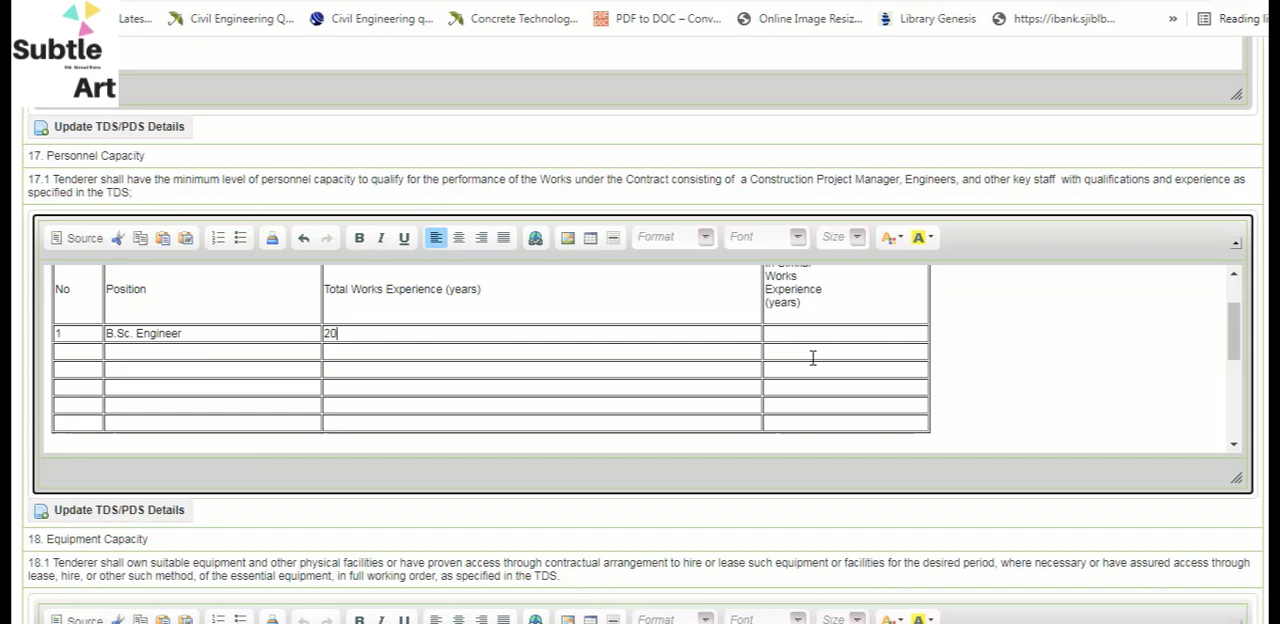 Lates...
Civil Engineering Q...
Civil Engineering q...
Concrete Technolog...
PDF to DOC – Conv...
Online Image Resiz...
Library Genesis
https://ibank.sjiblb...
»
Reading li
Subtle
Art
Update TDS/PDS Details
17. Personnel Capacity
17.1 Tenderer shall have the minimum level of personnel capacity to qualify for the performance of the Works under the Contract consisting of a Construction Project Manager, Engineers, and other key staff with qualifications and experience as
specified in the TDS;
Source
B I U
Format
Font
Size
No
Position
Total Works Experience (years)
Works
Experience
(years)
1
B.Sc. Engineer
20
Update TDS/PDS Details
18. Equipment Capacity
18.1 Tenderer shall own suitable equipment and other physical facilities or have proven access through contractual arrangement to hire or lease such equipment or facilities for the desired period, where necessary or have assured access through
lease, hire, or other such method, of the essential equipment, in full working order, as specified in the TDS.
Source
B I U
Format
Font
Size